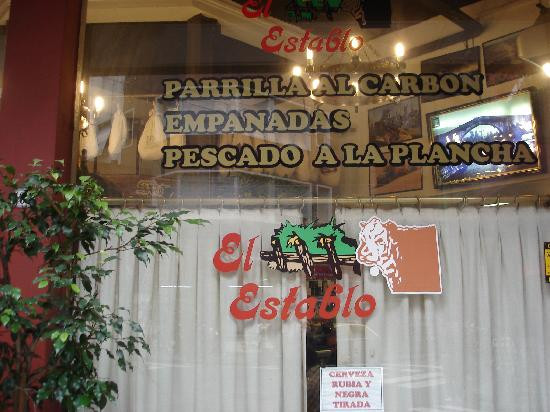 El
Establo
PARRILLA AL CARBON
EMPANADAS
PESCADO A LA PLANCHA
El
Establo
CERVEZA
RUBIA Y
NEGRA
TIRADA